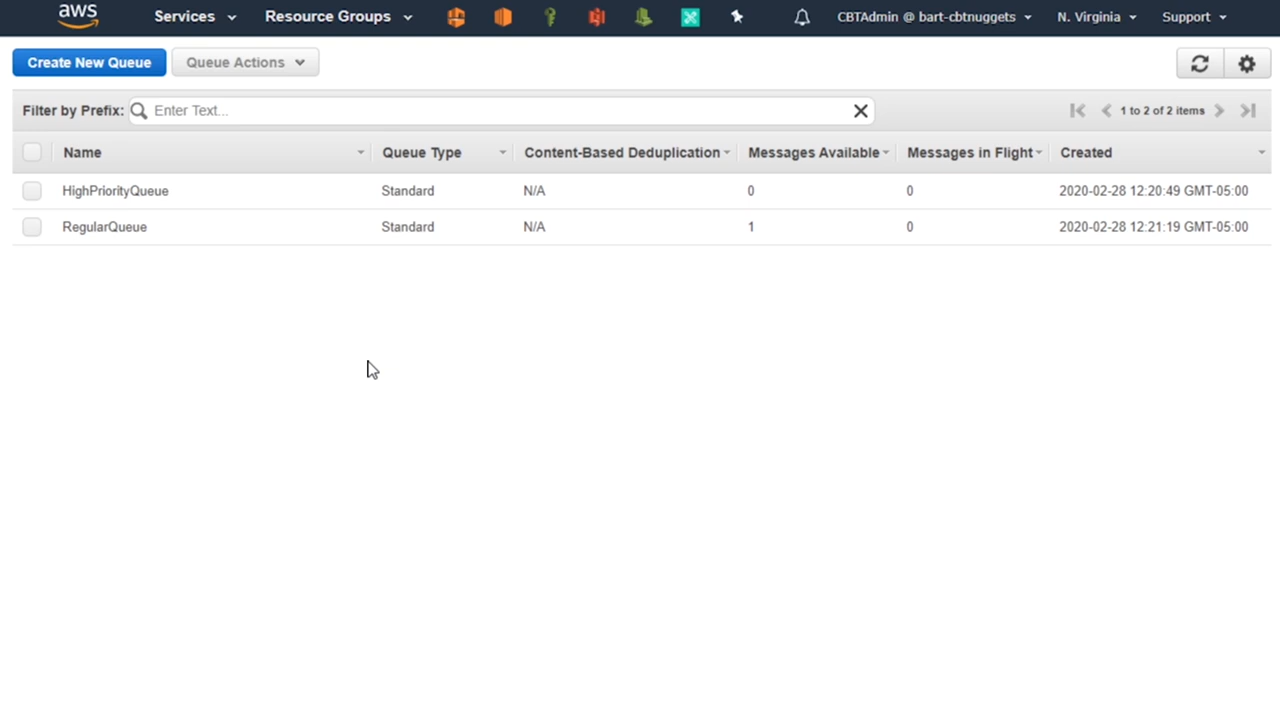 aws Services Resource Groups CBTAdmin @ bart-cbtnuggets N. Virginia Support
Create New Queue Queue Actions
Filter by Prefix: Enter Text... 1 to 2 of 2 items
Name Queue Type Content-Based Deduplication Messages Available Messages in Flight Created
HighPriorityQueue Standard N/A 0 0 2020-02-28 12:20:49 GMT-05:00
RegularQueue Standard N/A 1 0 2020-02-28 12:21:19 GMT-05:00